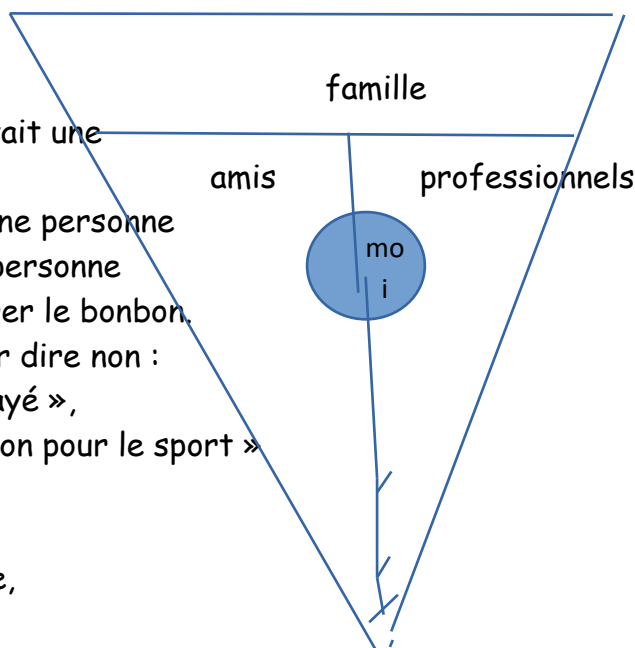 famille
ait une
amis professionnels
ne personne
personne
mo
i
er le bonbon.
r dire non :
ayé »,
on pour le sport »
e,